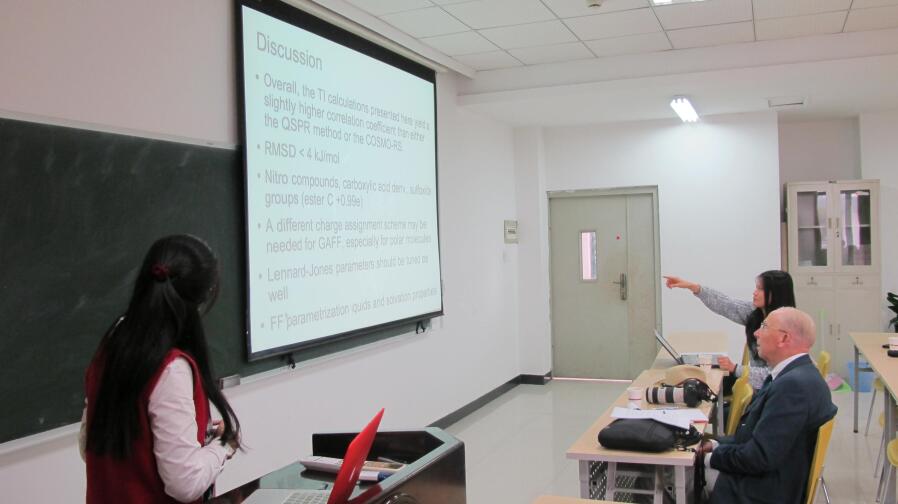 Discussion
• Overall, the TI calculations presented here yield a
slightly higher correlation coefficient than either
the QSPR method or the COSMO-RS.
• RMSD < 4 kJ/mol
• Nitro compounds, carboxylic acid deriv., sulfoxide
groups (ester C +0.99e)
• A different charge assignment scheme may be
needed for GAFF, especially for polar molecules
• Lennard-Jones parameters should be tuned as
well
• FF parametrization liquids and solvation properties